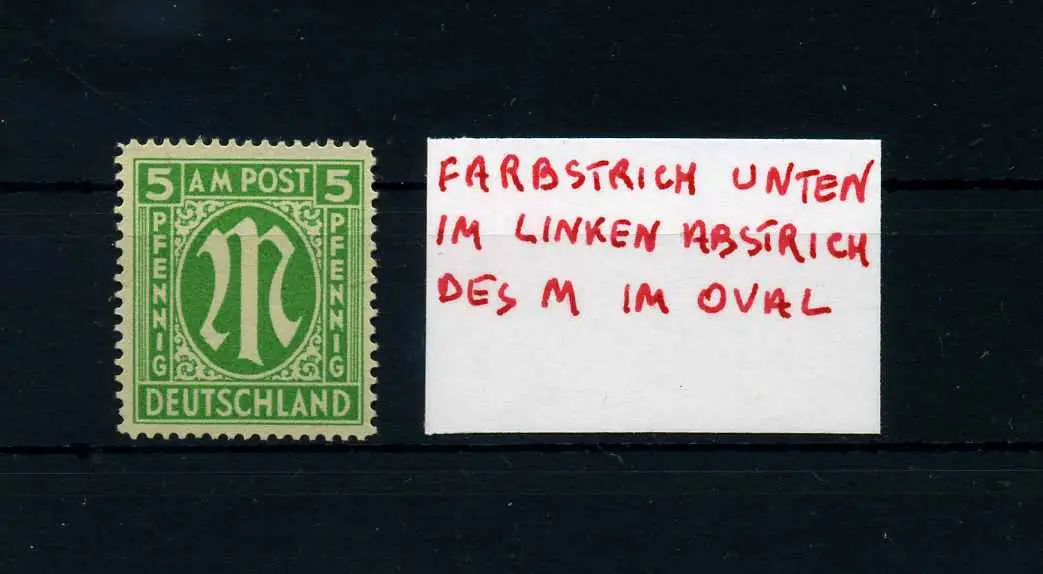 5 AM POST 5
PFENNIG
PFENNIG
M
DEUTSCHLAND
FARBSTRICH UNTEN
IM LINKEN ABSTRICH
DES M IM OVAL